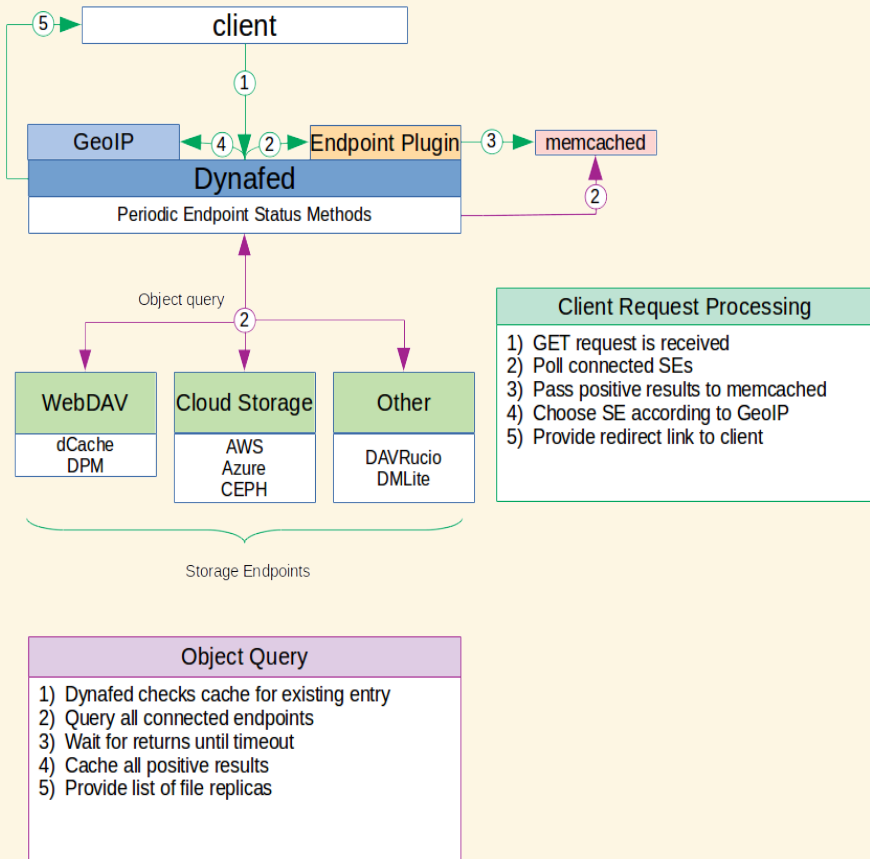 5
client
1
GeoIP
4
2
Endpoint Plugin
3
memcached
Dynafed
2
Periodic Endpoint Status Methods
Object query
2
WebDAV
dCache
DPM
Cloud Storage
AWS
Azure
CEPH
Other
DAVRucio
DMLite
Storage Endpoints
Client Request Processing
1) GET request is received
2) Poll connected SEs
3) Pass positive results to memcached
4) Choose SE according to GeoIP
5) Provide redirect link to client
Object Query
1) Dynafed checks cache for existing entry
2) Query all connected endpoints
3) Wait for returns until timeout
4) Cache all positive results
5) Provide list of file replicas